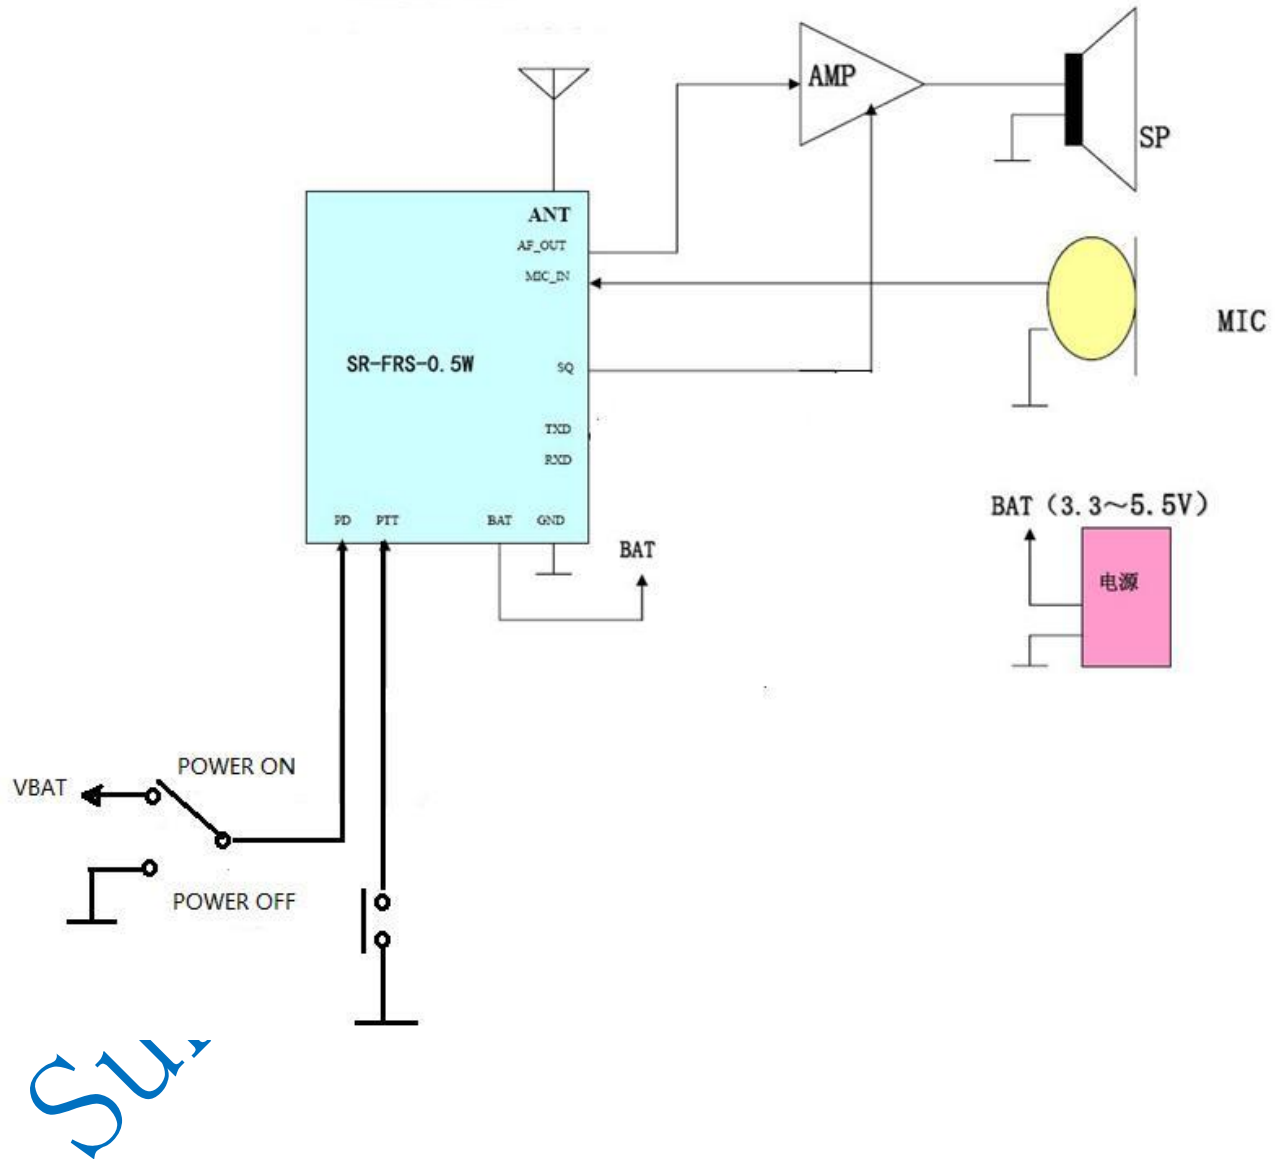 AMP
SP
ANT
AF_OUT
MIC_IN
MIC
SR-FRS-0.5W
SQ
TXD
RXD
BAT（3.3～5.5V）
PD PTT BAT GND
BAT
电源
POWER ON
VBAT
POWER OFF